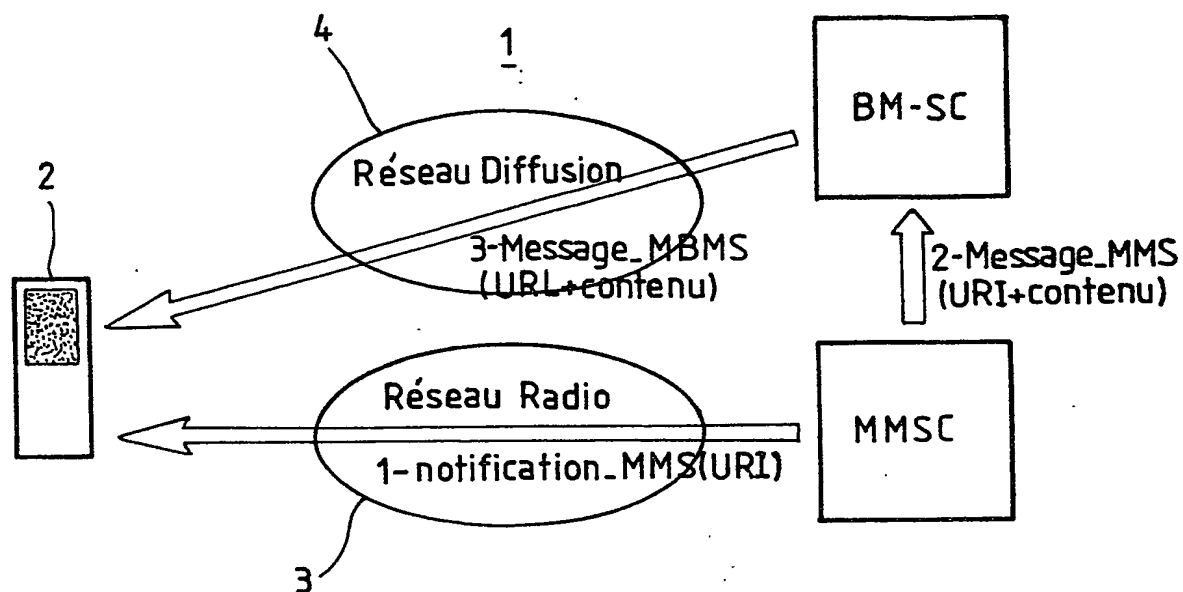 4
1
BM-SC
Réseau Diffusion
2
3-Message_MBMS
(URL+contenu)
2-Message_MMS
(URI+contenu)
Réseau Radio
MMSC
1-notification_MMS(URI)
3